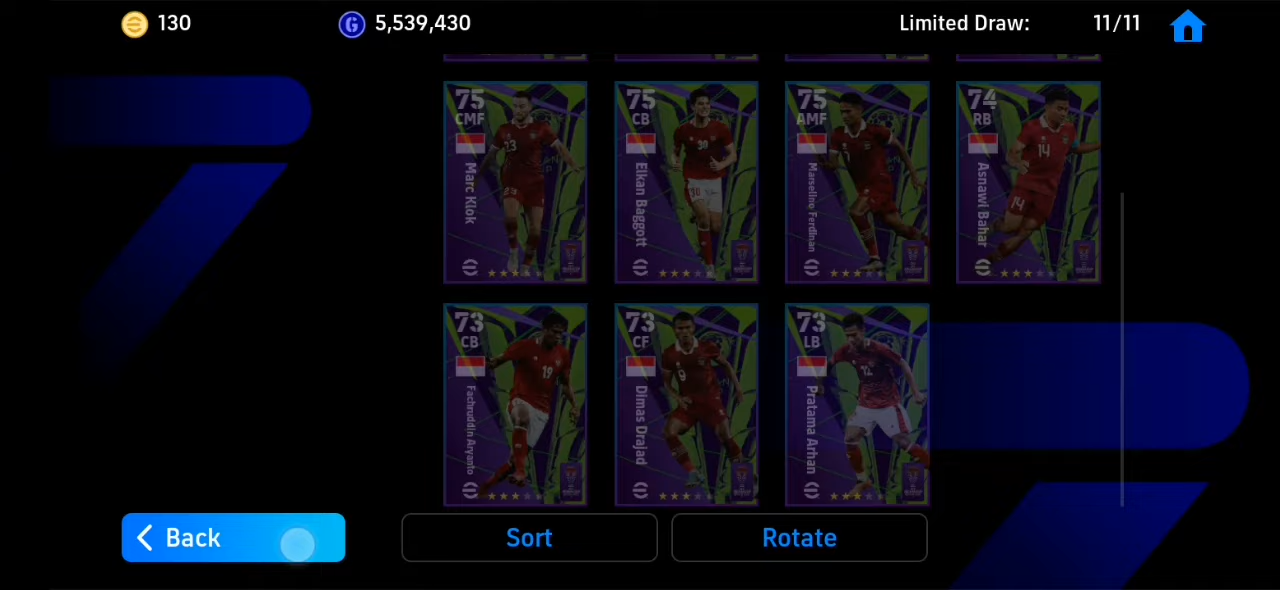 130
5,539,430
Limited Draw:
11/11
75
CMF
Marc Klok
75
CB
Elkan Baggott
75
AMF
Marselino Ferdinan
74
RB
Asnawi Bahar
73
CB
Fachruddin Aryanto
73
CF
Dimas Drajad
73
LB
Pratama Arhan
Back
Sort
Rotate